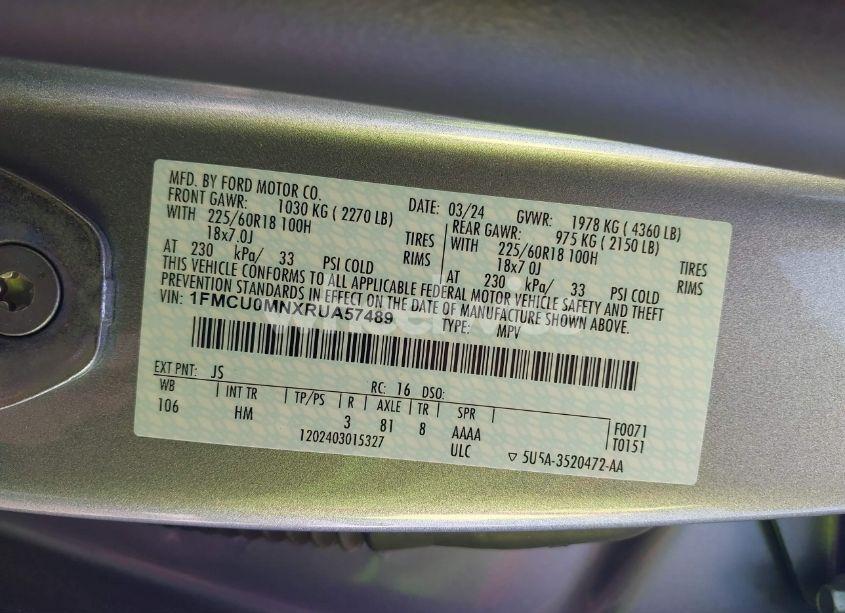 MFD. BY FORD MOTOR CO.
DATE: 03/24 GVWR: 1978 KG ( 4360 LB)
FRONT GAWR: 1030 KG ( 2270 LB) REAR GAWR: 975 KG ( 2150 LB)
WITH 225/60R18 100H TIRES WITH 225/60R18 100H TIRES
18x7.0J RIMS 18x7.0J RIMS
AT 230 kPa/ 33 PSI COLD AT 230 kPa/ 33 PSI COLD
THIS VEHICLE CONFORMS TO ALL APPLICABLE FEDERAL MOTOR VEHICLE SAFETY AND THEFT
PREVENTION STANDARDS IN EFFECT ON THE DATE OF MANUFACTURE SHOWN ABOVE.
VIN: 1FMCU0MNXRUA57489
TYPE: MPV
EXT PNT: JS RC: 16 DSO:
WB INT TR TP/PS R AXLE TR SPR F0071
106 HM 3 81 8 AAAA T0151
1202403015327 ULC 5U5A-3520472-AA